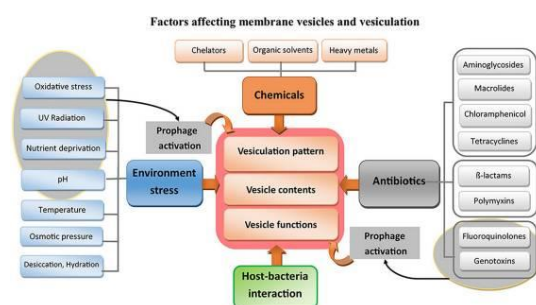 Factors affecting membrane vesicles and vesiculation
Chelators
Organic solvents
Heavy metals
Chemicals
Oxidative stress
UV Radiation
Nutrient deprivation
pH
Temperature
Osmotic pressure
Desiccation, Hydration
Prophage
activation
Environment
stress
Vesiculation pattern
Vesicle contents
Vesicle functions
Antibiotics
Aminoglycosides
Macrolides
Chloramphenicol
Tetracyclines
ß-lactams
Polymyxins
Fluoroquinolones
Genotoxins
Prophage
activation
Host-bacteria
interaction